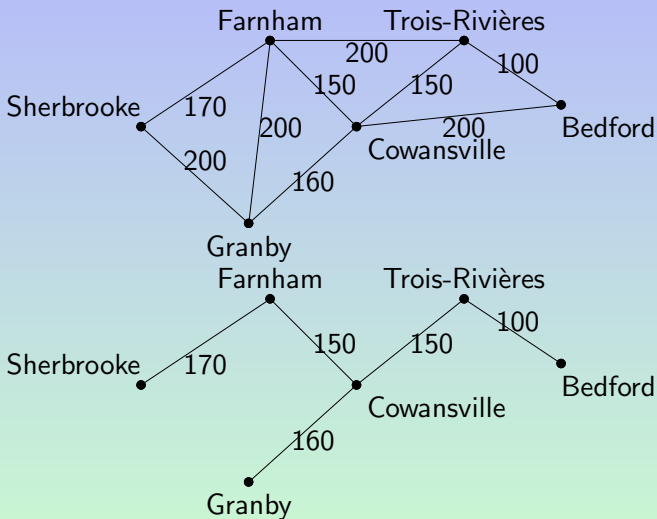 Farnham Trois-Rivières
200
100
150 150
Sherbrooke 170
200 200
Bedford
Cowansville
200
160
Granby
Farnham Trois-Rivières
100
150 150
Sherbrooke 170
Bedford
Cowansville
160
Granby